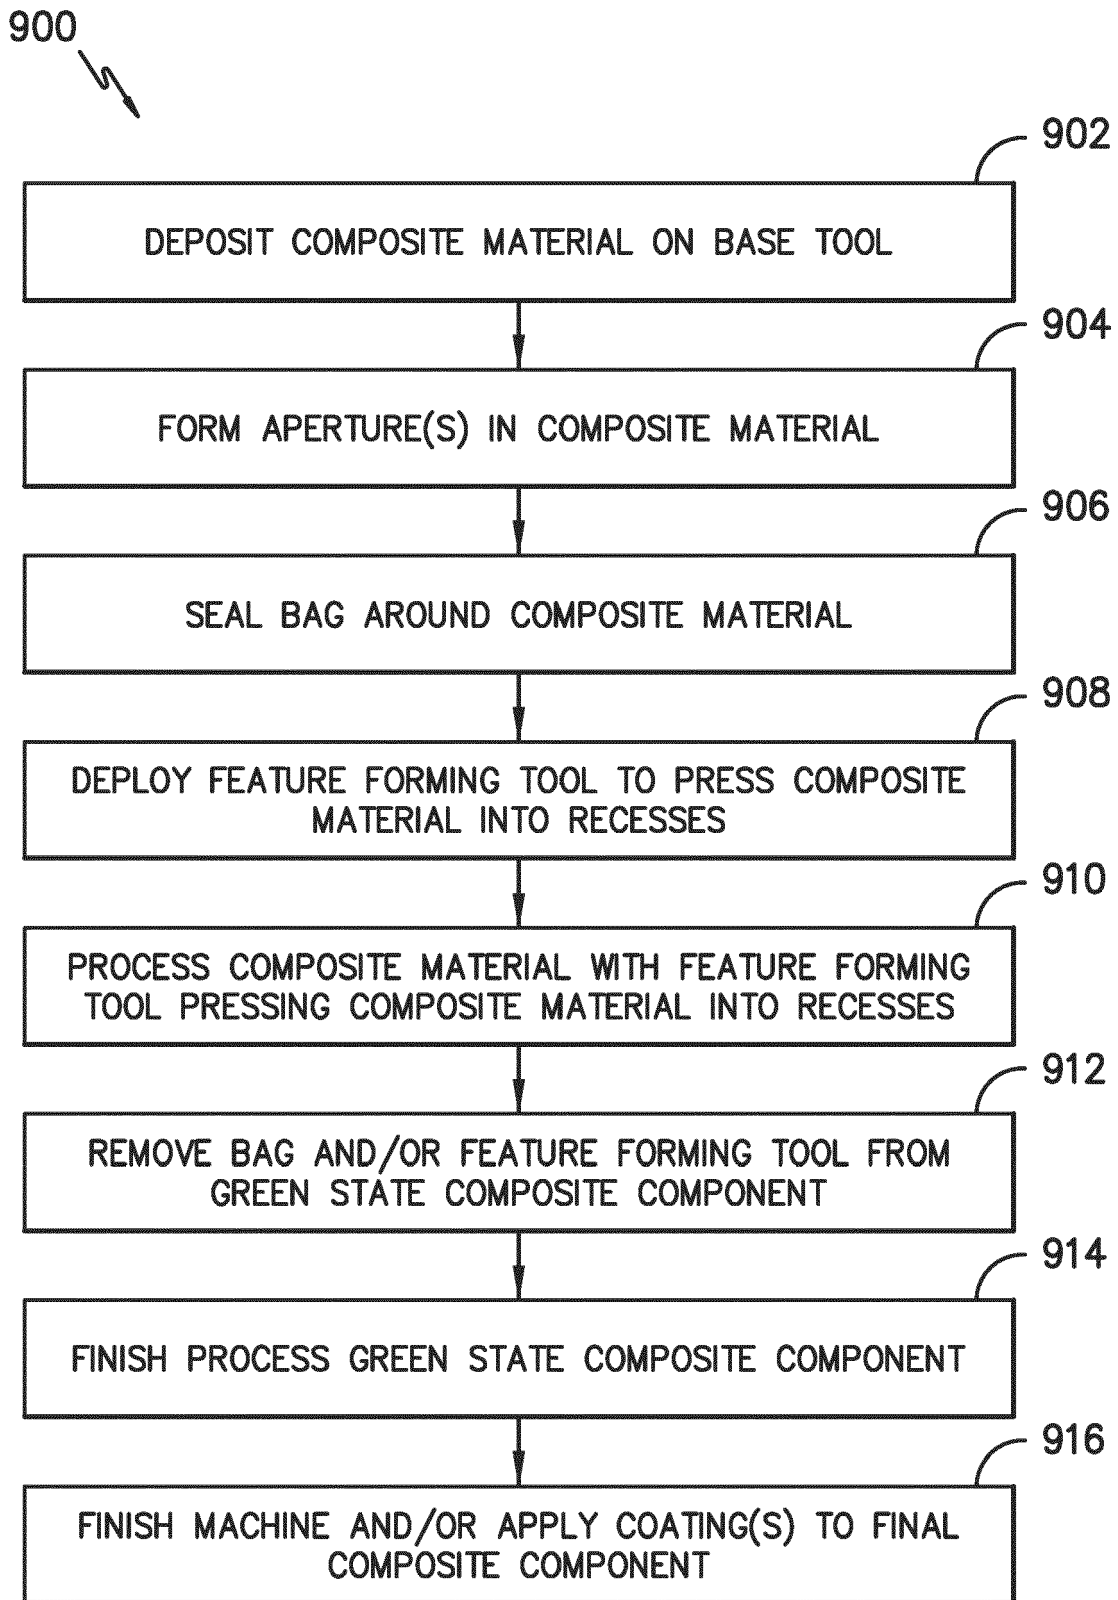 900
902
DEPOSIT COMPOSITE MATERIAL ON BASE TOOL
904
FORM APERTURE(S) IN COMPOSITE MATERIAL
906
SEAL BAG AROUND COMPOSITE MATERIAL
908
DEPLOY FEATURE FORMING TOOL TO PRESS COMPOSITE
MATERIAL INTO RECESSES
910
PROCESS COMPOSITE MATERIAL WITH FEATURE FORMING
TOOL PRESSING COMPOSITE MATERIAL INTO RECESSES
912
REMOVE BAG AND/OR FEATURE FORMING TOOL FROM
GREEN STATE COMPOSITE COMPONENT
914
FINISH PROCESS GREEN STATE COMPOSITE COMPONENT
916
FINISH MACHINE AND/OR APPLY COATING(S) TO FINAL
COMPOSITE COMPONENT